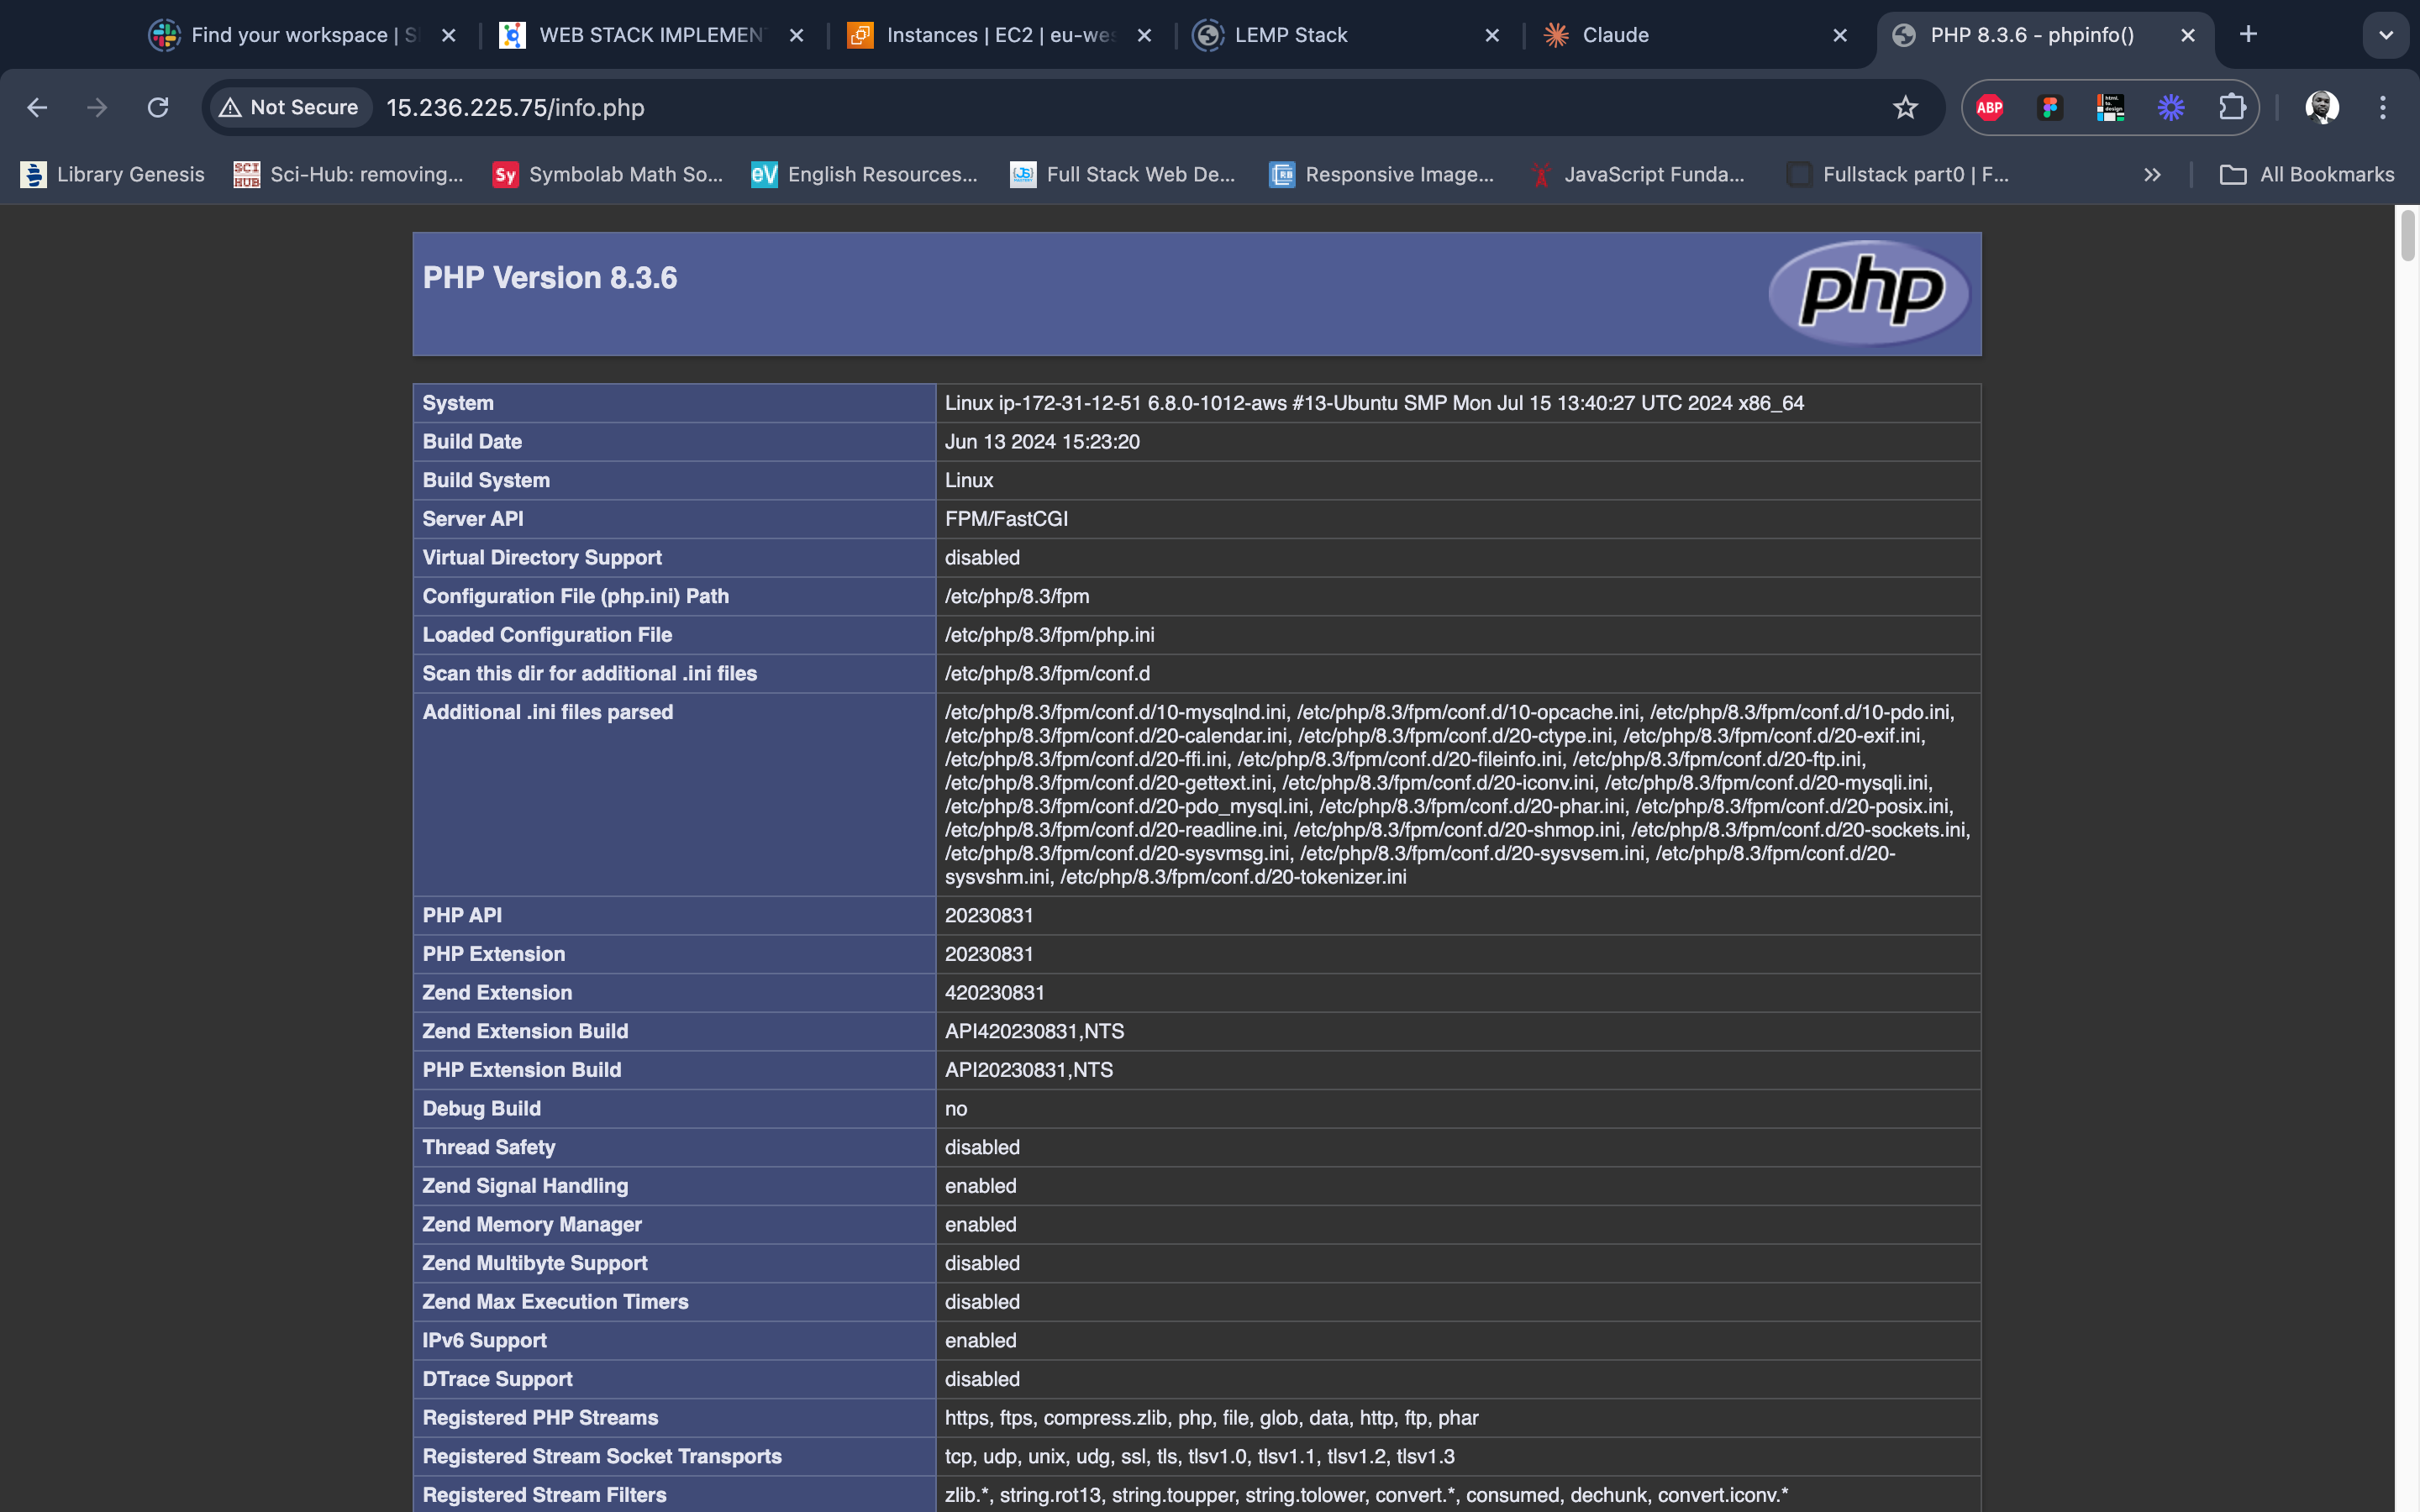 Find your workspace | S
WEB STACK IMPLEMENT
Instances | EC2 | eu-wes
LEMP Stack
Claude
PHP 8.3.6 - phpinfo()
Not Secure
15.236.225.75/info.php
ABP
Library Genesis
SCI HUB
Sci-Hub: removing...
Sy
Symbolab Math So...
eV
English Resources...
JS
Full Stack Web De...
RB
Responsive Image...
JavaScript Funda...
Fullstack part0 | F...
All Bookmarks
PHP Version 8.3.6
php
System Linux ip-172-31-12-51 6.8.0-1012-aws #13-Ubuntu SMP Mon Jul 15 13:40:27 UTC 2024 x86_64
Build Date Jun 13 2024 15:23:20
Build System Linux
Server API FPM/FastCGI
Virtual Directory Support disabled
Configuration File (php.ini) Path /etc/php/8.3/fpm
Loaded Configuration File /etc/php/8.3/fpm/php.ini
Scan this dir for additional .ini files /etc/php/8.3/fpm/conf.d
Additional .ini files parsed /etc/php/8.3/fpm/conf.d/10-mysqlnd.ini, /etc/php/8.3/fpm/conf.d/10-opcache.ini, /etc/php/8.3/fpm/conf.d/10-pdo.ini,
/etc/php/8.3/fpm/conf.d/20-calendar.ini, /etc/php/8.3/fpm/conf.d/20-ctype.ini, /etc/php/8.3/fpm/conf.d/20-exif.ini,
/etc/php/8.3/fpm/conf.d/20-ffi.ini, /etc/php/8.3/fpm/conf.d/20-fileinfo.ini, /etc/php/8.3/fpm/conf.d/20-ftp.ini,
/etc/php/8.3/fpm/conf.d/20-gettext.ini, /etc/php/8.3/fpm/conf.d/20-iconv.ini, /etc/php/8.3/fpm/conf.d/20-mysqli.ini,
/etc/php/8.3/fpm/conf.d/20-pdo_mysql.ini, /etc/php/8.3/fpm/conf.d/20-phar.ini, /etc/php/8.3/fpm/conf.d/20-posix.ini,
/etc/php/8.3/fpm/conf.d/20-readline.ini, /etc/php/8.3/fpm/conf.d/20-shmop.ini, /etc/php/8.3/fpm/conf.d/20-sockets.ini,
/etc/php/8.3/fpm/conf.d/20-sysvmsg.ini, /etc/php/8.3/fpm/conf.d/20-sysvsem.ini, /etc/php/8.3/fpm/conf.d/20-
sysvshm.ini, /etc/php/8.3/fpm/conf.d/20-tokenizer.ini
PHP API 20230831
PHP Extension 20230831
Zend Extension 420230831
Zend Extension Build API420230831,NTS
PHP Extension Build API20230831,NTS
Debug Build no
Thread Safety disabled
Zend Signal Handling enabled
Zend Memory Manager enabled
Zend Multibyte Support disabled
Zend Max Execution Timers disabled
IPv6 Support enabled
DTrace Support disabled
Registered PHP Streams https, ftps, compress.zlib, php, file, glob, data, http, ftp, phar
Registered Stream Socket Transports tcp, udp, unix, udg, ssl, tls, tlsv1.0, tlsv1.1, tlsv1.2, tlsv1.3
Registered Stream Filters zlib.*, string.rot13, string.toupper, string.tolower, convert.*, consumed, dechunk, convert.iconv.*